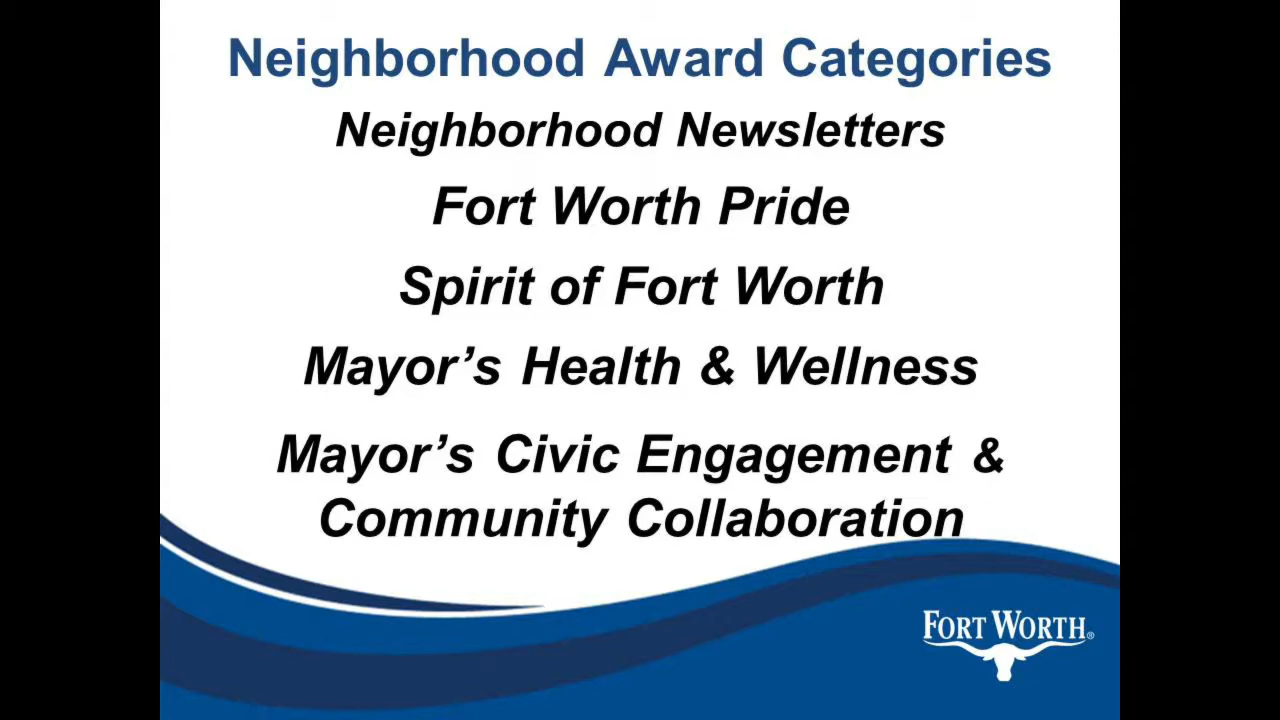 Neighborhood Award Categories
Neighborhood Newsletters
Fort Worth Pride
Spirit of Fort Worth
Mayor’s Health & Wellness
Mayor’s Civic Engagement &
Community Collaboration
FORT WORTH®